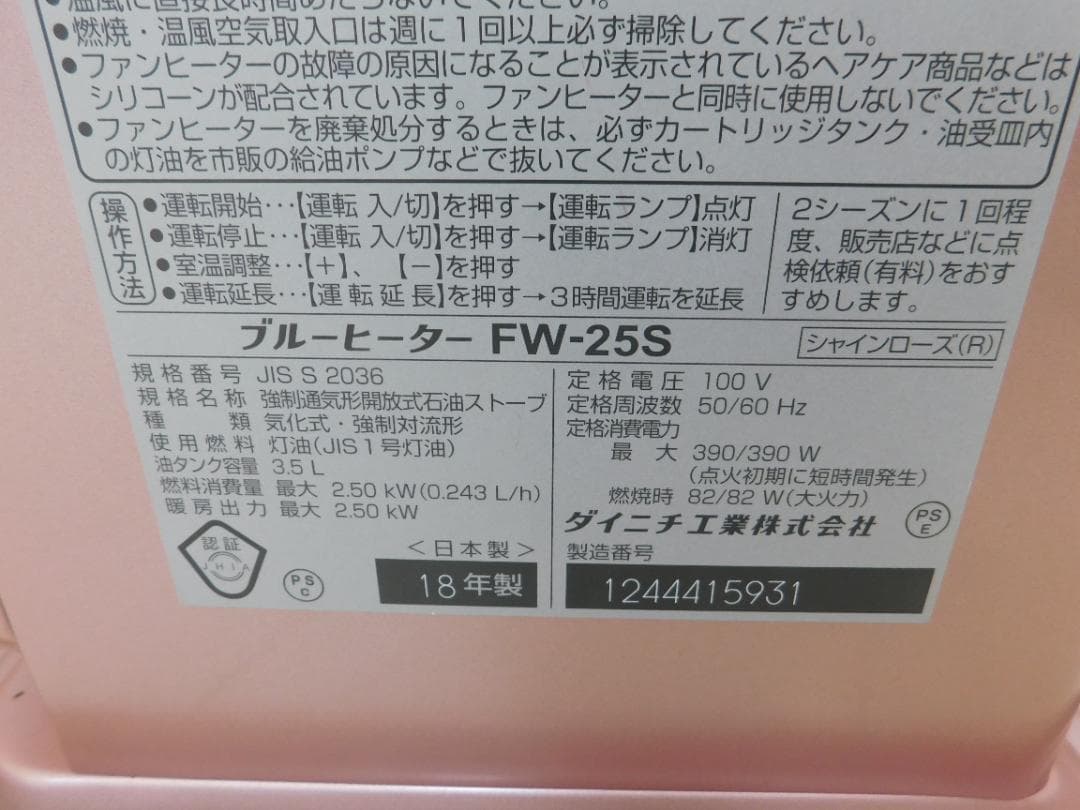 ●温風に直接長時間あたらないでください。
●燃焼・温風空気取入口は週に1回以上必ず掃除してください。
●ファンヒーターの故障の原因になることが表示されているヘアケア商品などは
シリコーンが配合されています。ファンヒーターと同時に使用しないでください。
●ファンヒーターを廃棄処分するときは、必ずカートリッジタンク・油受皿内
の灯油を市販の給油ポンプなどで抜いてください。
操作方法
●運転開始…【運転 入/切】を押す→【運転ランプ】点灯
●運転停止…【運転 入/切】を押す→【運転ランプ】消灯
●室温調整…【+】、【-】を押す
●運転延長…【運転延長】を押す→3時間運転を延長
2シーズンに1回程
度、販売店などに点
検依頼(有料)をおす
すめします。
ブルーヒーター FW-25S
シャインローズ(R)
規格番号 JIS S 2036
規格名称 強制通気形開放式石油ストーブ
種類 気化式・強制対流形
使用燃料 灯油(JIS1号灯油)
油タンク容量 3.5 L
燃料消費量 最大 2.50 kW(0.243 L/h)
暖房出力 最大 2.50 kW
定格電圧 100 V
定格周波数 50/60 Hz
定格消費電力
最大 390/390 W
(点火初期に短時間発生)
燃焼時 82/82 W(大火力)
ダイニチ工業株式会社
PS
E
認証
JHIA
PS
C
<日本製>
18年製
製造番号
1244415931